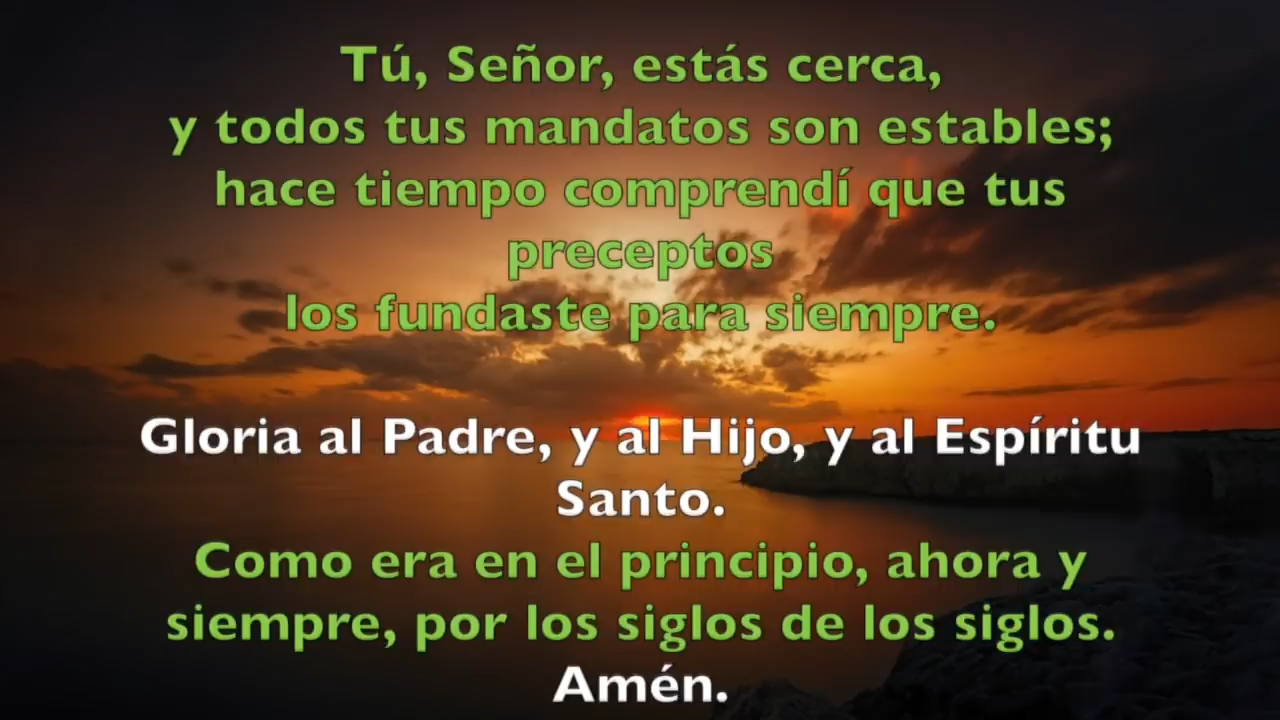 Tú, Señor, estás cerca,
y todos tus mandatos son estables;
hace tiempo comprendí que tus
preceptos
los fundaste para siempre.
Gloria al Padre, y al Hijo, y al Espíritu
Santo.
Como era en el principio, ahora y
siempre, por los siglos de los siglos.
Amén.